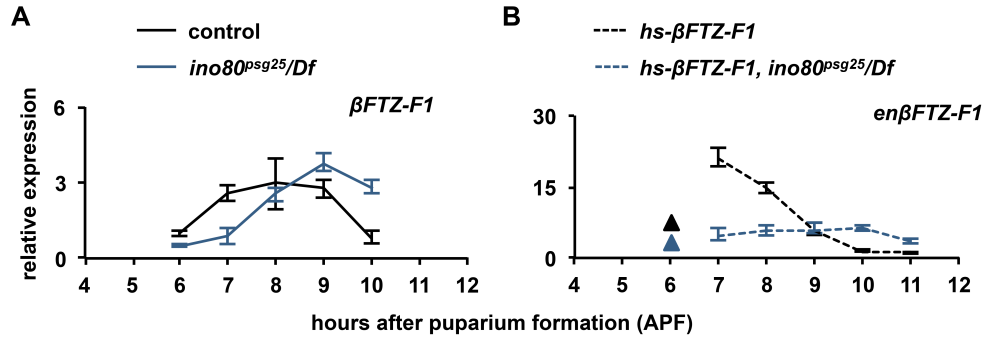 A
control
ino80psg25/Df
βFTZ-F1
relative expression
6
3
0
4 5 6 7 8 9 10 11 12
B
hs-βFTZ-F1
hs-βFTZ-F1, ino80psg25/Df
enβFTZ-F1
30
15
0
4 5 6 7 8 9 10 11 12
hours after puparium formation (APF)